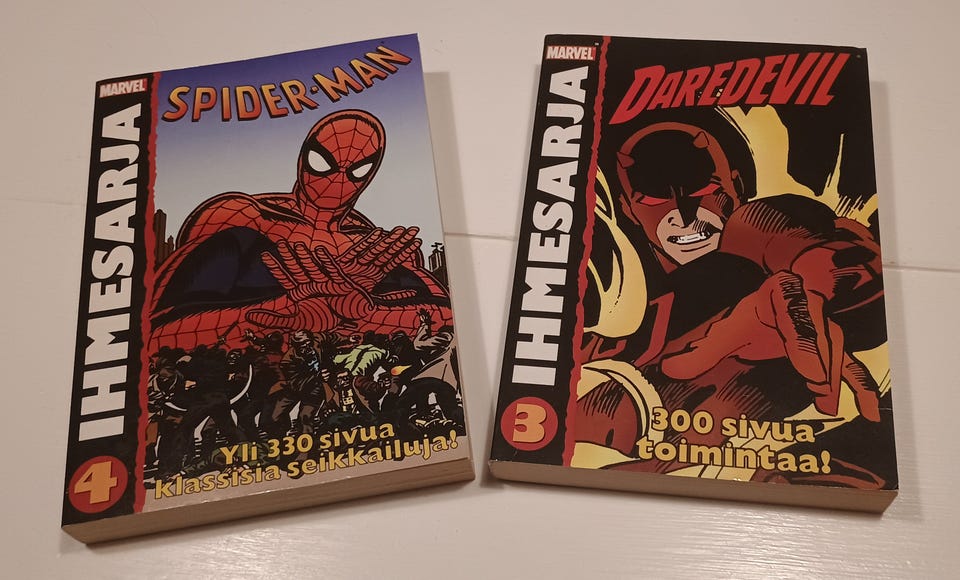 MARVEL
IHMESARJA
4
SPIDER-MAN
Yli 330 sivua
klassisia seikkailuja!
MARVEL
IHMESARJA
3
DAREDEVIL
300 sivua
toimintaa!